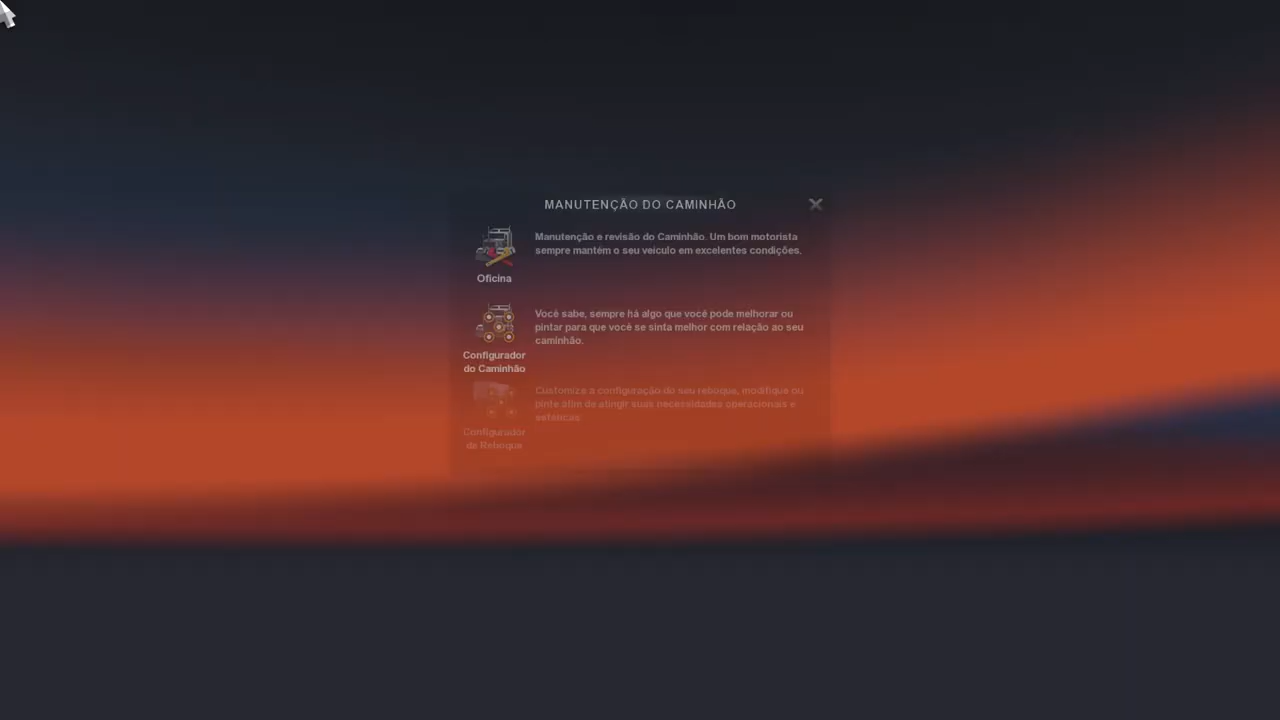 MANUTENÇÃO DO CAMINHÃO
Manutenção e revisão do Caminhão. Um bom motorista
sempre mantém o seu veículo em excelentes condições.
Oficina
Você sabe, sempre há algo que você pode melhorar ou
pintar para que você se sinta melhor com relação ao seu
caminhão.
Configurador
do Caminhão
Customize a configuração do seu reboque, modifique ou
pinte afim de atingir suas necessidades operacionais e
estéticas.
Configurador
da Reboque